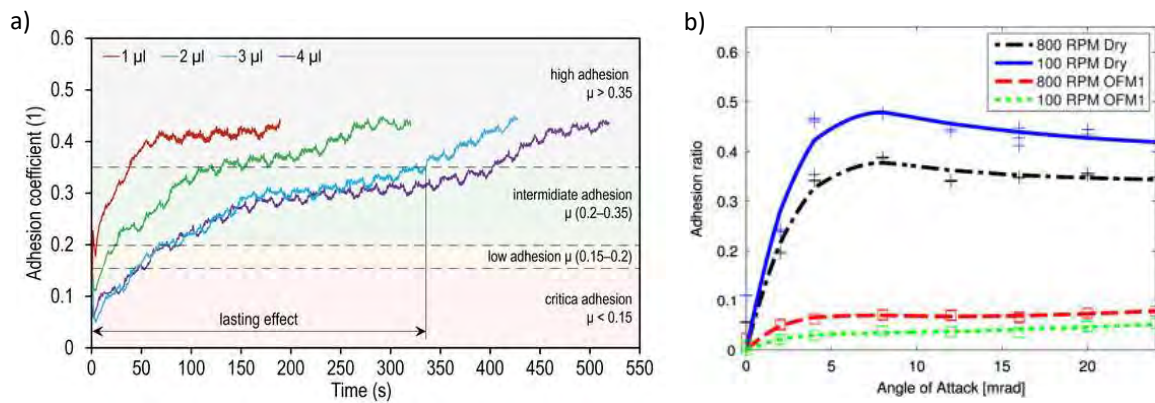 a)
0.6
0.5
0.4
0.3
0.2
0.1
0
Adhesion coefficient (1)
1 µl
2 µl
3 µl
4 µl
high adhesion
µ > 0.35
intermidiate adhesion
µ (0.2–0.35)
low adhesion µ (0.15–0.2)
critica adhesion
µ < 0.15
lasting effect
0 50 100 150 200 250 300 350 400 450 500 550
Time (s)
b)
0.6
0.5
0.4
0.3
0.2
0.1
0
Adhesion ratio
800 RPM Dry
100 RPM Dry
800 RPM OFM1
100 RPM OFM1
0 5 10 15 20
Angle of Attack [mrad]